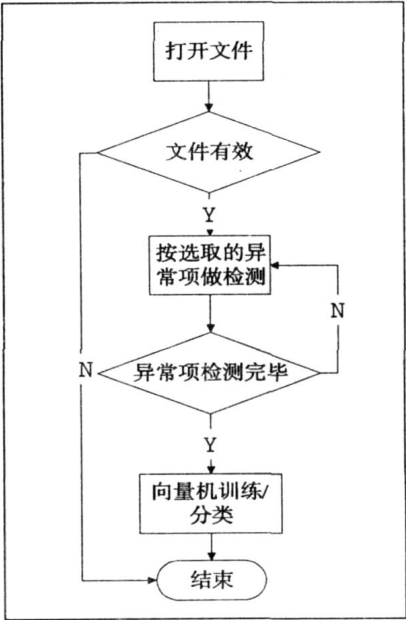 打开文件
文件有效
Y
按选取的异
常项做检测
N
N
异常项检测完毕
Y
向量机训练/
分类
结束